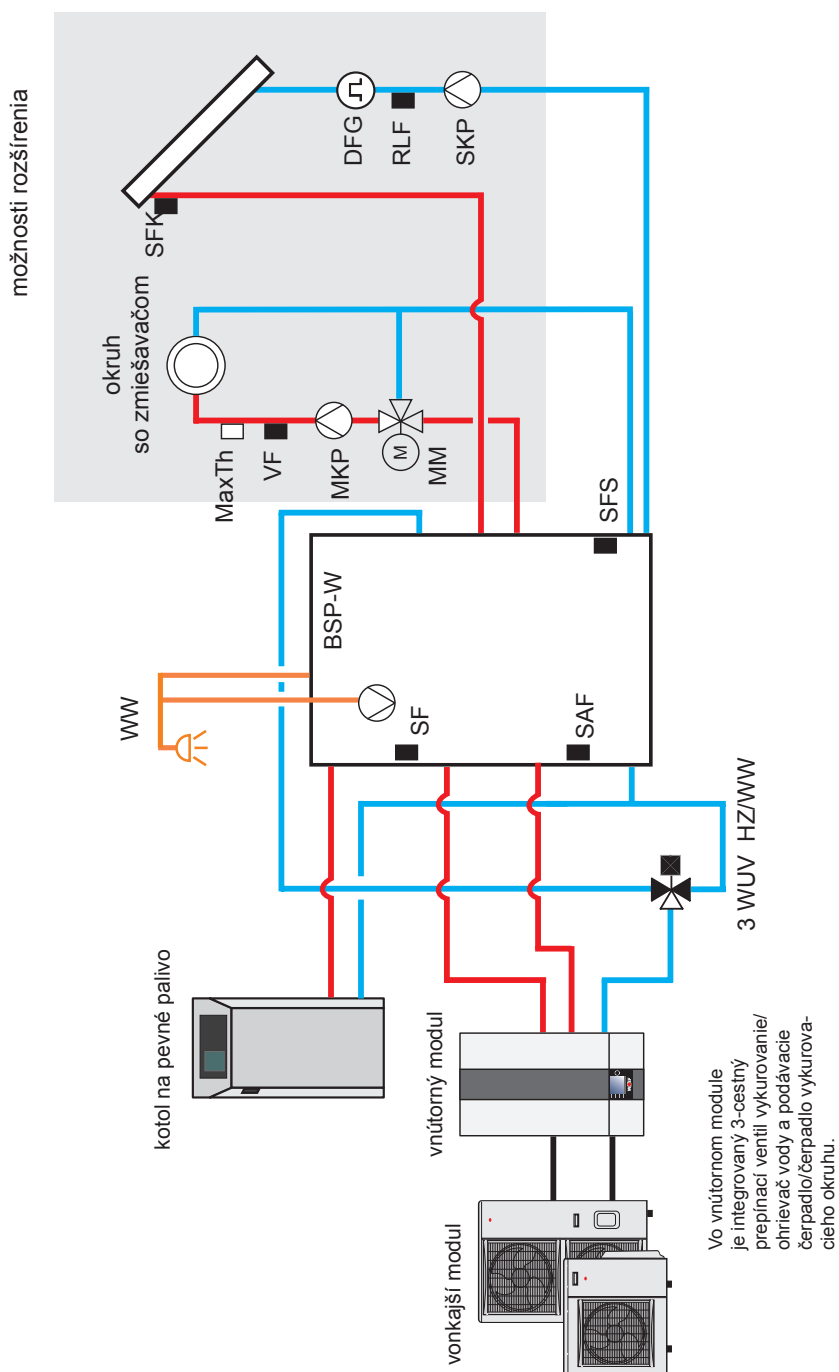 možnosti rozšírenia
SFK
DFG
RLF
SKP
okruh
so zmiešavačom
MaxTh
VF
MKP
M
MM
WW
BSP-W
SFS
SF
SAF
3 WUV HZ/WW
kotol na pevné palivo
vnútorný modul
vonkajší modul
Vo vnútornom module
je integrovaný 3-cestný
prepínací ventil vykurovanie/
ohrievač vody a podávacie
čerpadlo/čerpadlo vykurova-
cieho okruhu.